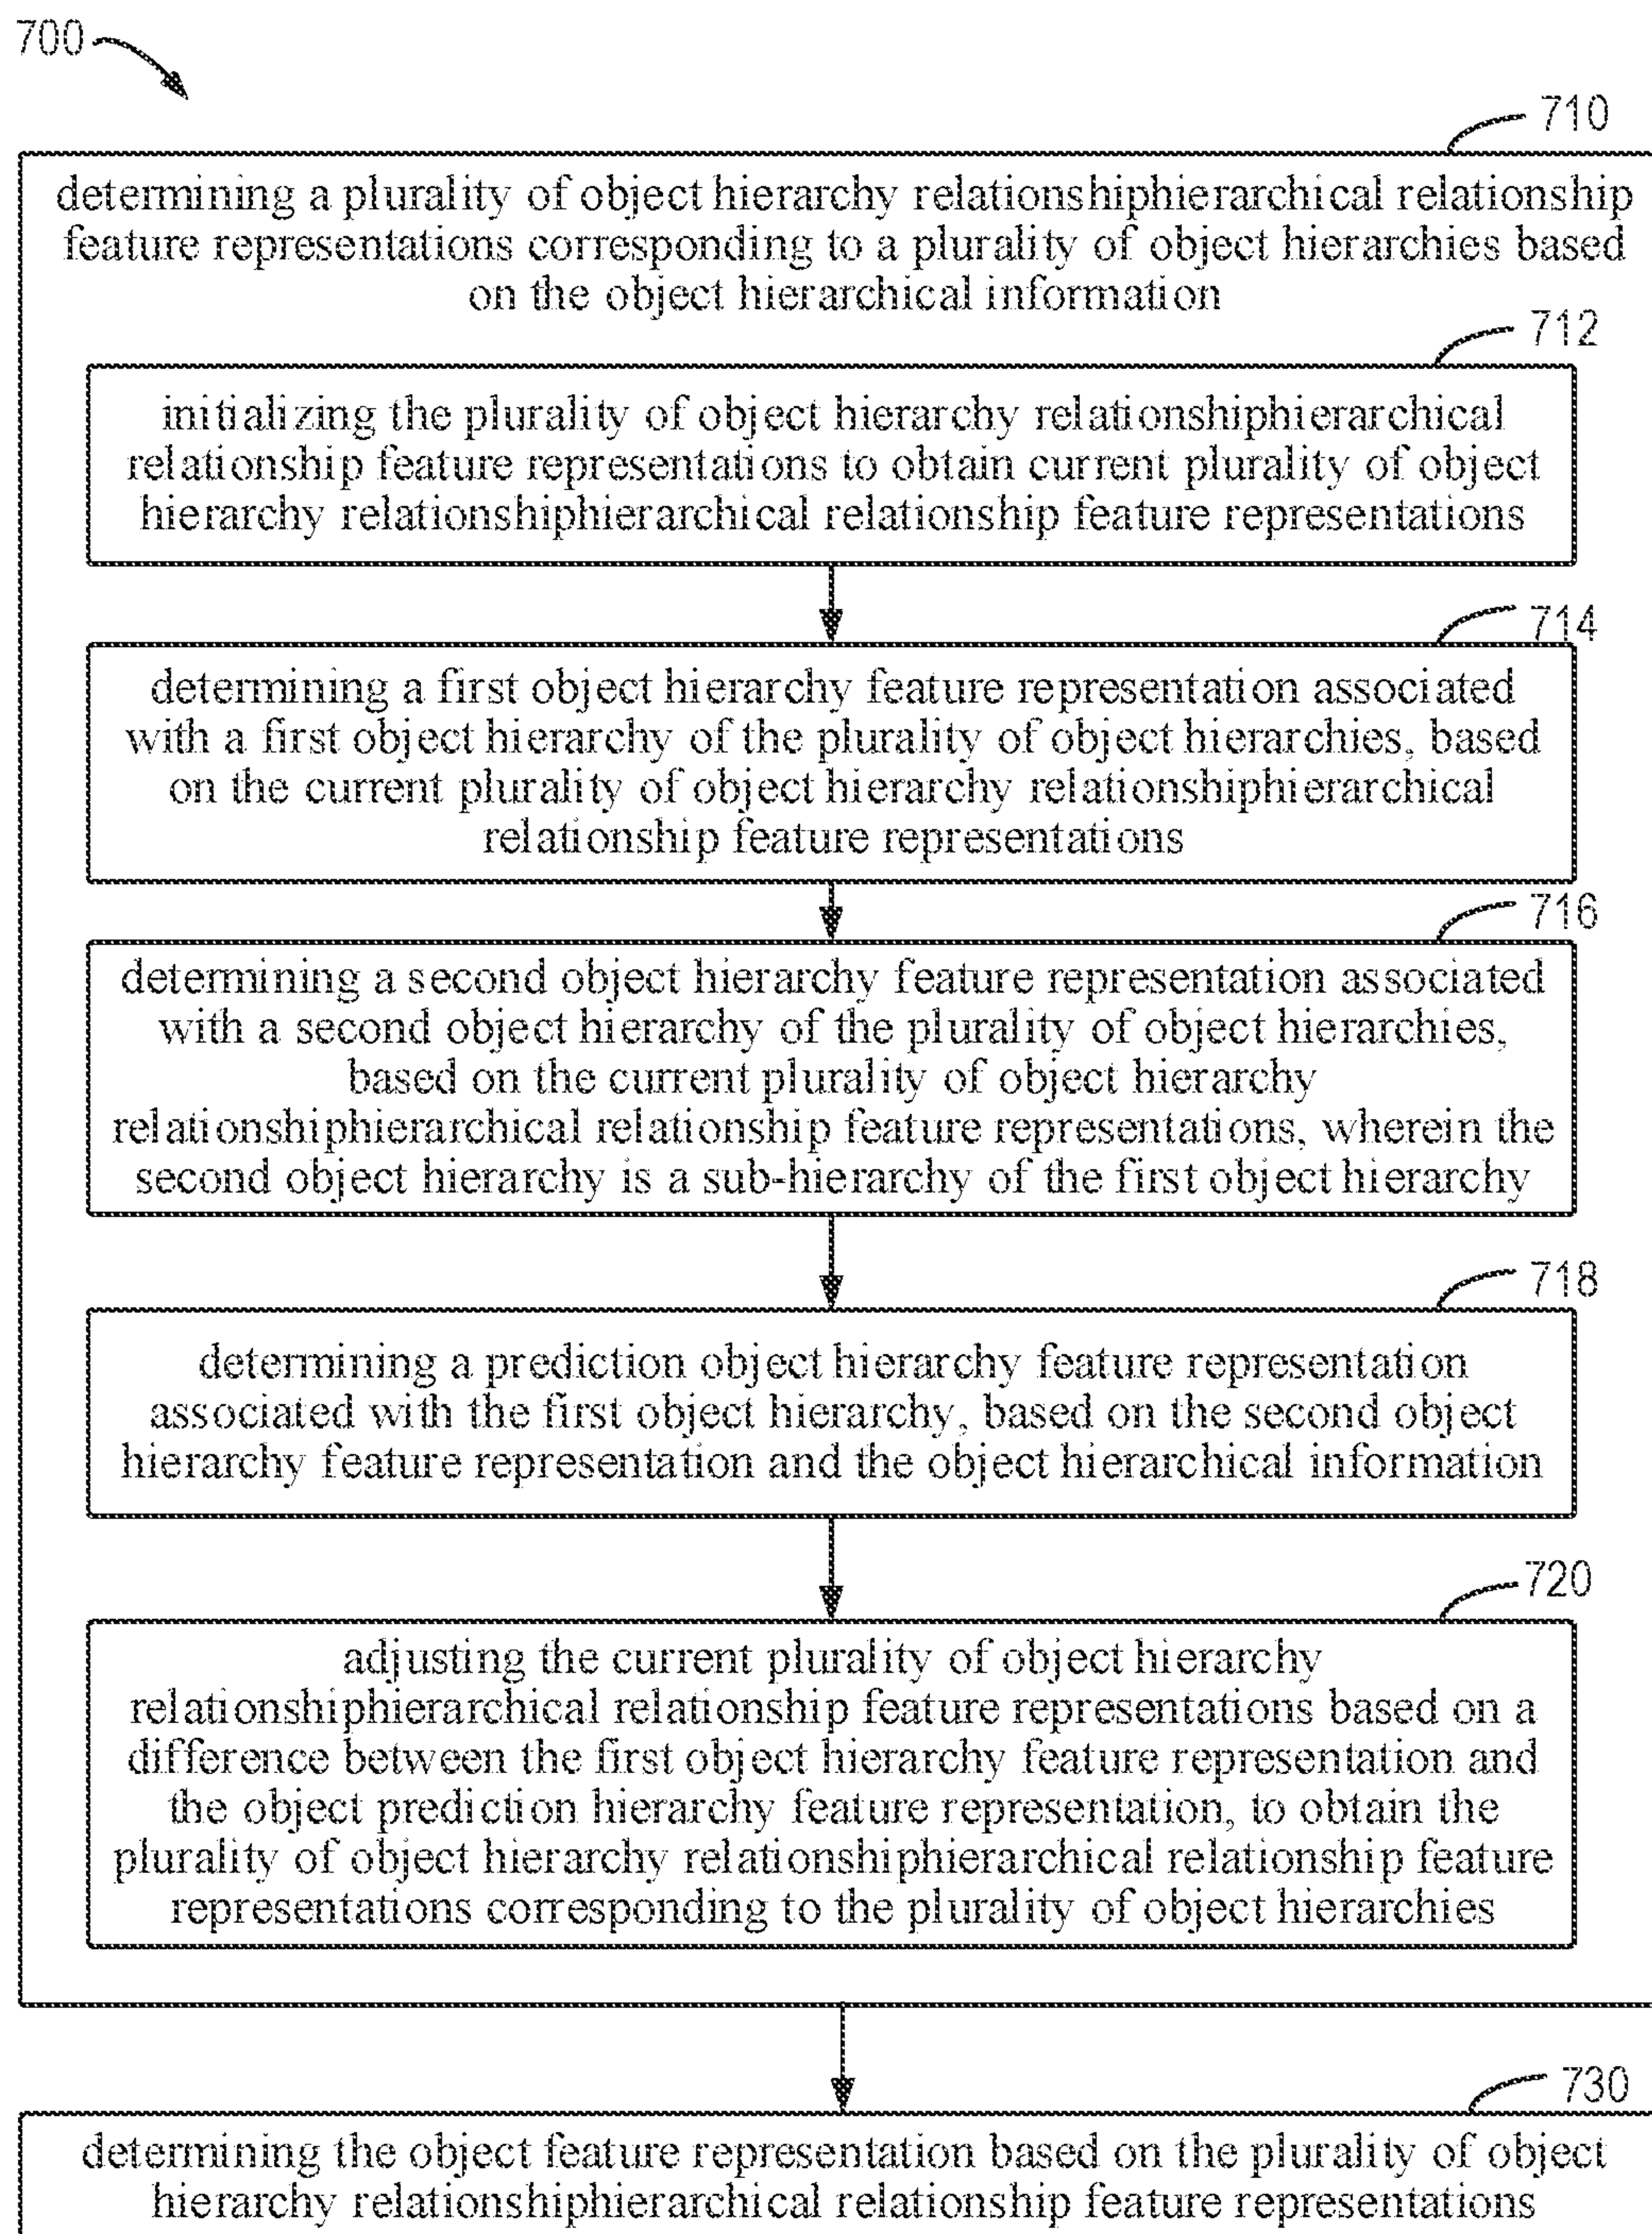 700
710
determining a plurality of object hierarchy relationshiphierarchical relationship
feature representations corresponding to a plurality of object hierarchies based
on the object hierarchical information
712
initializing the plurality of object hierarchy relationshiphierarchical
relationship feature representations to obtain current plurality of object
hierarchy relationshiphierarchical relationship feature representations
714
determining a first object hierarchy feature representation associated
with a first object hierarchy of the plurality of object hierarchies, based
on the current plurality of object hierarchy relationshiphierarchical
relationship feature representations
716
determining a second object hierarchy feature representation associated
with a second object hierarchy of the plurality of object hierarchies,
based on the current plurality of object hierarchy
relationshiphierarchical relationship feature representations, wherein the
second object hierarchy is a sub-hierarchy of the first object hierarchy
718
determining a prediction object hierarchy feature representation
associated with the first object hierarchy, based on the second object
hierarchy feature representation and the object hierarchical information
720
adjusting the current plurality of object hierarchy
relationshiphierarchical relationship feature representations based on a
difference between the first object hierarchy feature representation and
the object prediction hierarchy feature representation, to obtain the
plurality of object hierarchy relationshiphierarchical relationship feature
representations corresponding to the plurality of object hierarchies
730
determining the object feature representation based on the plurality of object
hierarchy relationshiphierarchical relationship feature representations